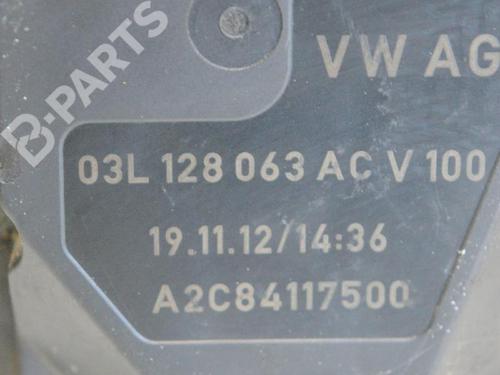 B-PARTS
VW AG
03L 128 063 AC V 100
19.11.12/14:36
A2C84117500